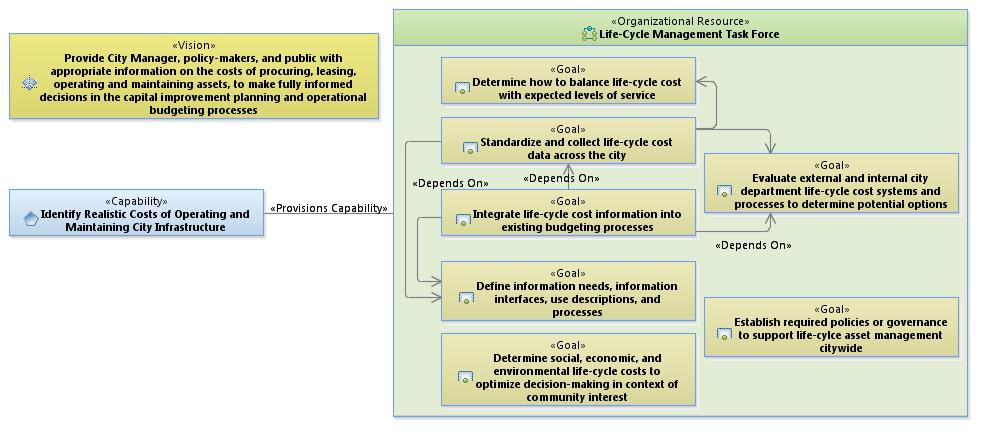 «Vision»
Provide City Manager, policy-makers, and public with
appropriate information on the costs of procuring, leasing,
operating and maintaining assets, to make fully informed
decisions in the capital improvement planning and operational
budgeting processes
«Capability»
Identify Realistic Costs of Operating and
Maintaining City Infrastructure
«Provisions Capability»
«Organizational Resource»
Life-Cycle Management Task Force
«Goal»
Determine how to balance life-cycle cost
with expected levels of service
«Goal»
Standardize and collect life-cycle cost
data across the city
«Depends On»
«Depends On»
«Goal»
Integrate life-cycle cost information into
existing budgeting processes
«Goal»
Evaluate external and internal city
department life-cycle cost systems and
processes to determine potential options
«Depends On»
«Goal»
Define information needs, information
interfaces, use descriptions, and
processes
«Goal»
Establish required policies or governance
to support life-cylce asset management
citywide
«Goal»
Determine social, economic, and
environmental life-cycle costs to
optimize decision-making in context of
community interest